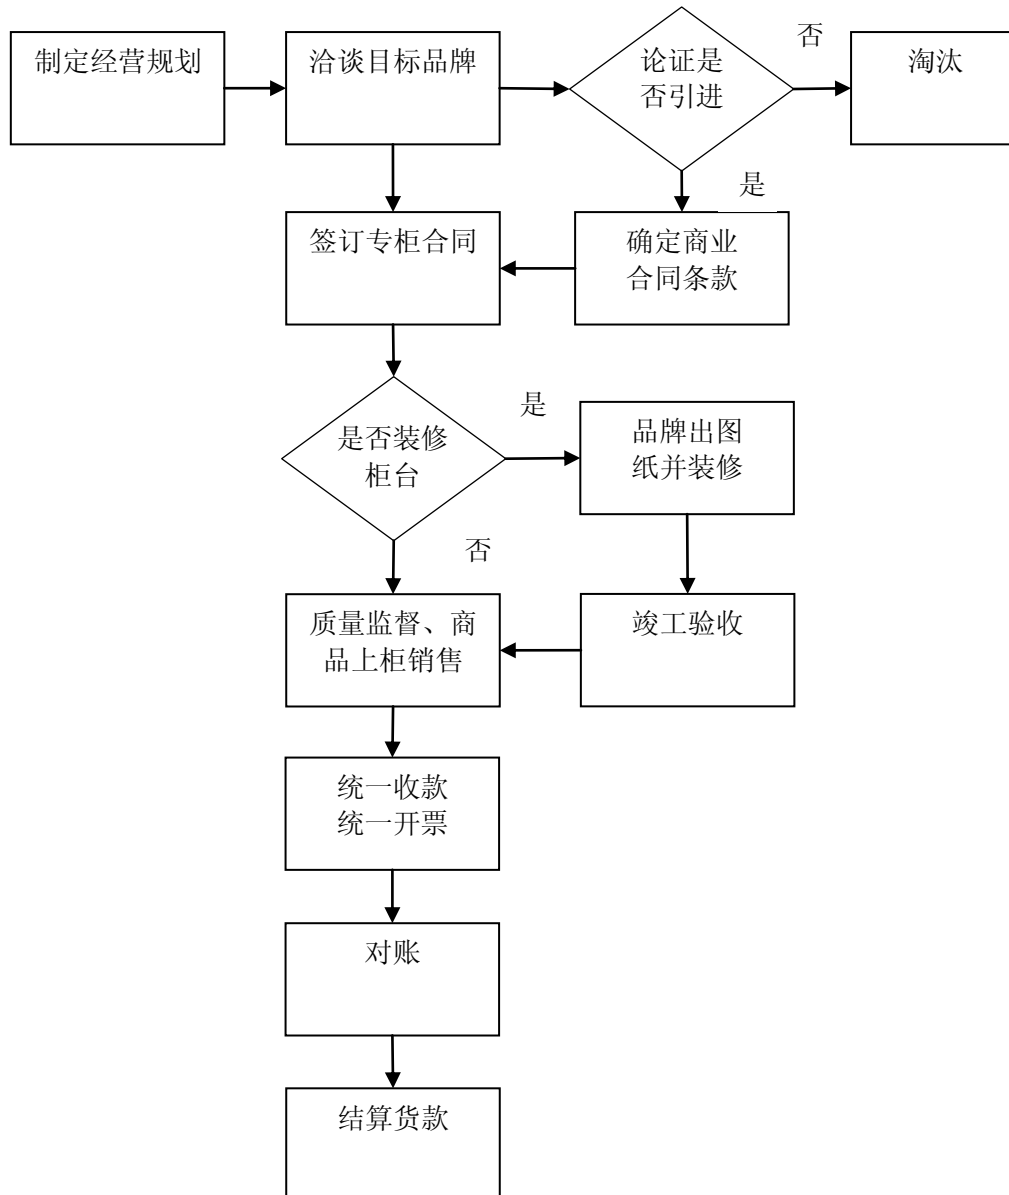 制定经营规划
洽谈目标品牌
论证是
否引进
否
淘汰
是
签订专柜合同
确定商业
合同条款
是否装修
柜台
是
品牌出图
纸并装修
否
质量监督、商
品上柜销售
竣工验收
统一收款
统一开票
对账
结算货款